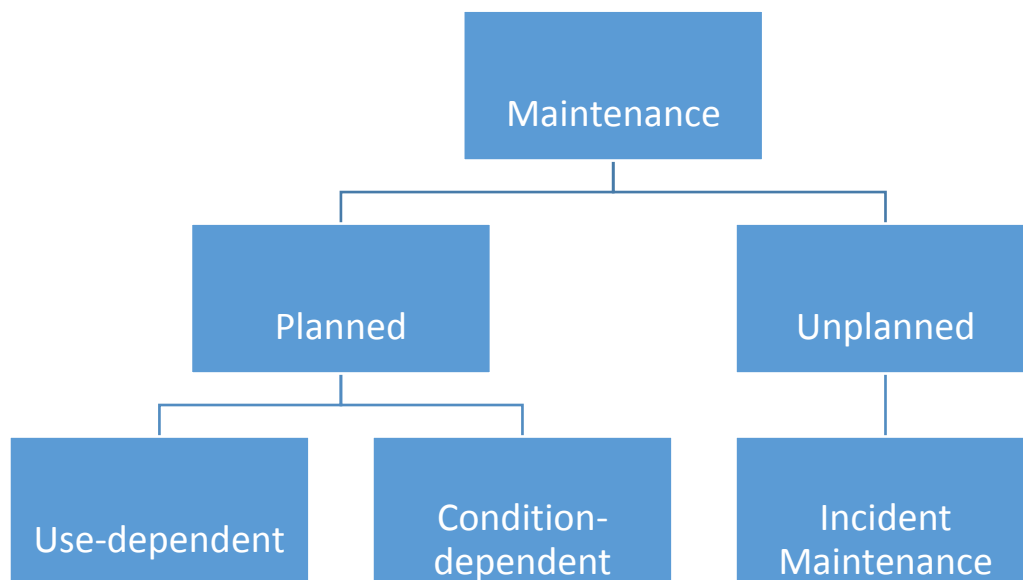 Maintenance
Planned
Unplanned
Use-dependent
Condition-
dependent
Incident
Maintenance